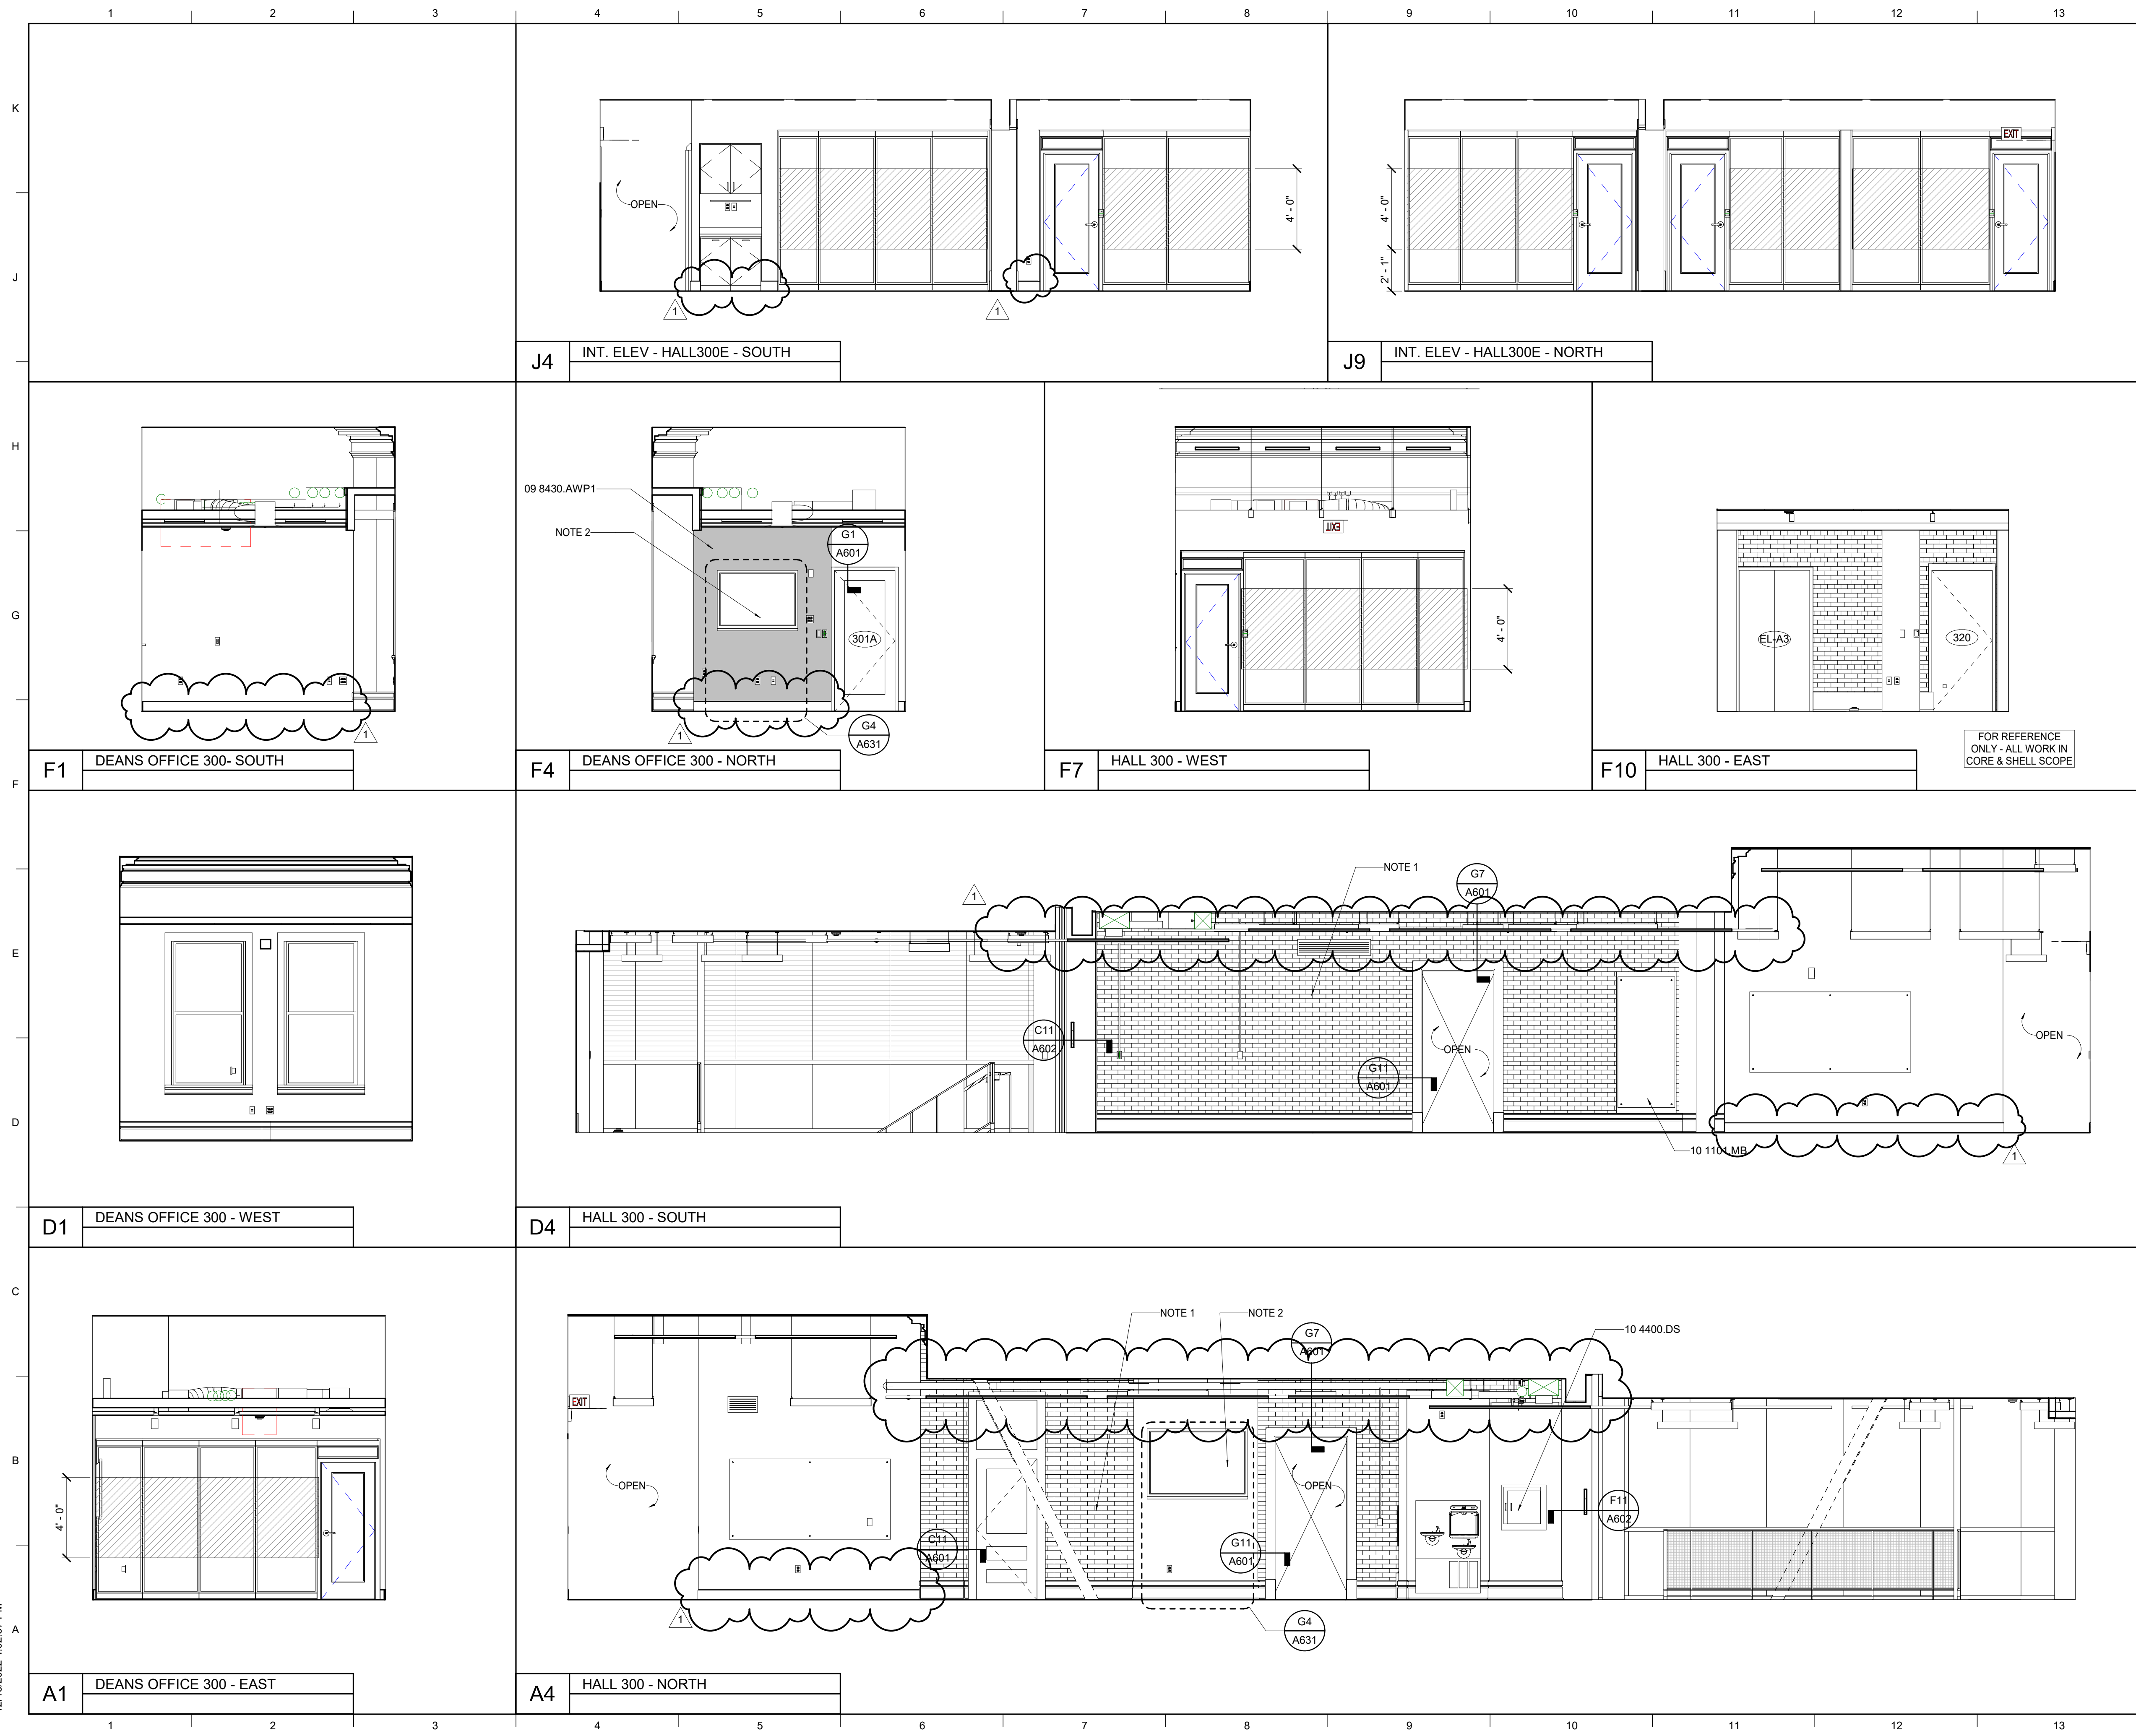 1 2 3 4 5 6 7 8 9 10 11 12 13
K
J
H
G
F
E
D
C
B
A
OPEN
4' - 0"
1
1
J4 INT. ELEV - HALL300E - SOUTH
EXIT
4' - 0"
2' - 1"
J9 INT. ELEV - HALL300E - NORTH
1
F1 DEANS OFFICE 300- SOUTH
09 8430.AWP1
NOTE 2
G1
A601
301A
1
G4
A631
F4 DEANS OFFICE 300 - NORTH
EXIT
4' - 0"
F7 HALL 300 - WEST
EL-A3
320
FOR REFERENCE
ONLY - ALL WORK IN
CORE & SHELL SCOPE
F10 HALL 300 - EAST
D1 DEANS OFFICE 300 - WEST
NOTE 1
G7
A601
1
C11
A602
OPEN
G11
A601
OPEN
10 1101.MB
1
D4 HALL 300 - SOUTH
4' - 0"
A1 DEANS OFFICE 300 - EAST
NOTE 1
NOTE 2
G7
A601
10 4400.DS
EXIT
OPEN
OPEN
F11
A602
C11
A601
G11
A601
1
G4
A631
A4 HALL 300 - NORTH
1 2 3 4 5 6 7 8 9 10 11 12 13